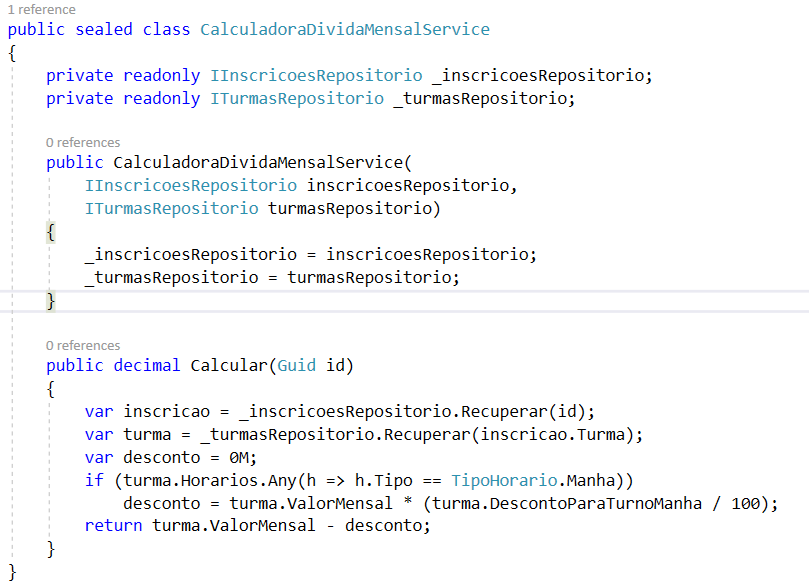 1 reference
public sealed class CalculadoraDividaMensalService
{
private readonly IInscricoesRepositorio _inscricoesRepositorio;
private readonly ITurmasRepositorio _turmasRepositorio;
0 references
public CalculadoraDividaMensalService(
IInscricoesRepositorio inscricoesRepositorio,
ITurmasRepositorio turmasRepositorio)
{
_inscricoesRepositorio = inscricoesRepositorio;
_turmasRepositorio = turmasRepositorio;
}
0 references
public decimal Calcular(Guid id)
{
var inscricao = _inscricoesRepositorio.Recuperar(id);
var turma = _turmasRepositorio.Recuperar(inscricao.Turma);
var desconto = 0M;
if (turma.Horarios.Any(h => h.Tipo == TipoHorario.Manha))
desconto = turma.ValorMensal * (turma.DescontoParaTurnoManha / 100);
return turma.ValorMensal - desconto;
}
}